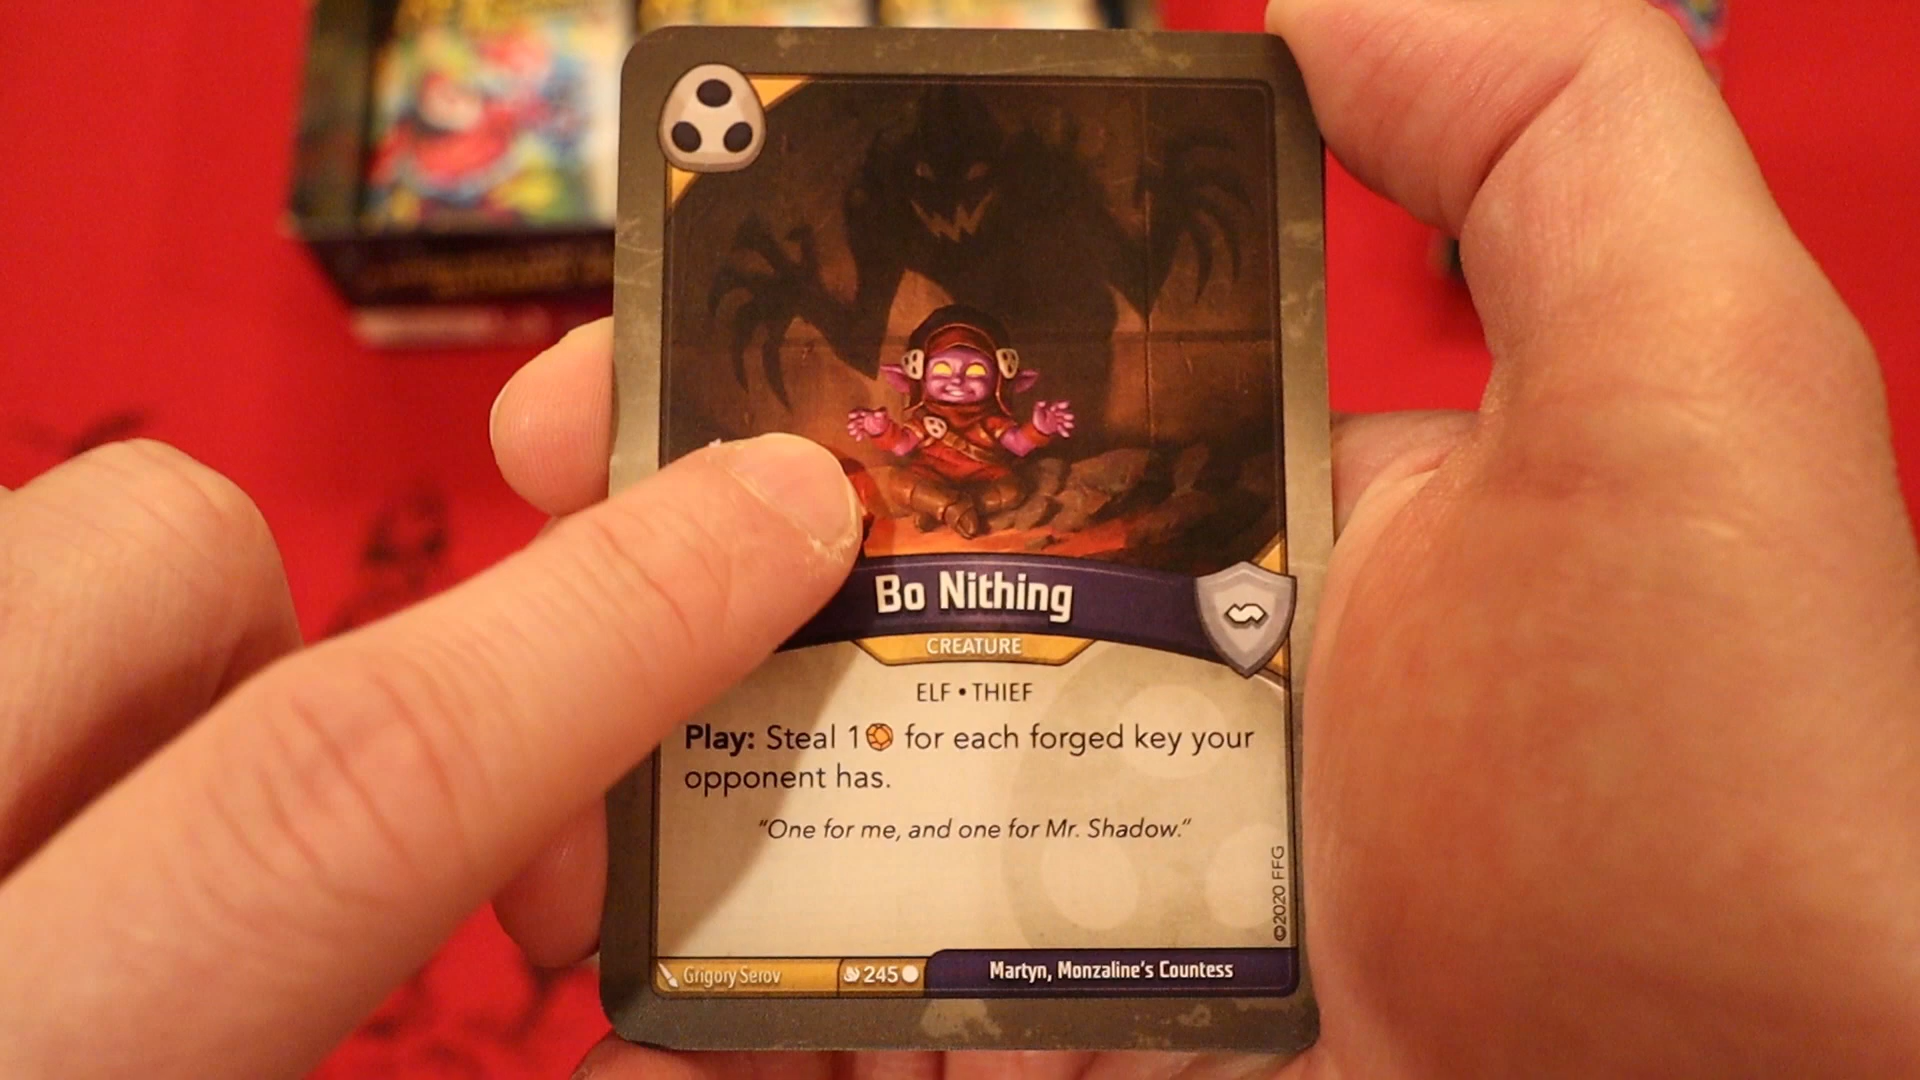 Bo Nithing
CREATURE
ELF • THIEF
Play: Steal 1 for each forged key your
opponent has.
"One for me, and one for Mr. Shadow."
©2020 FFG
Grigory Serov
245
Martyn, Monzaline's Countess